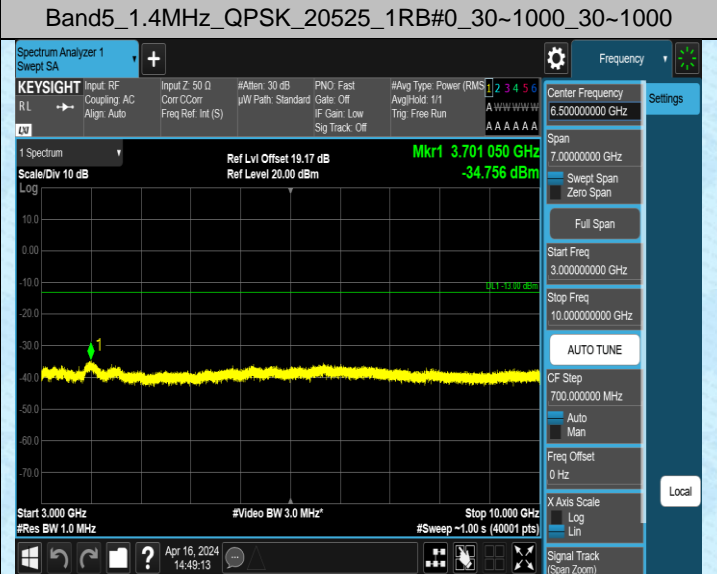 Band5_1.4MHz_QPSK_20525_1RB#0_30~1000_30~1000
Spectrum Analyzer 1
Swept SA
+
Frequency
KEYSIGHT
RL
LXI
Input: RF
Coupling: AC
Align: Auto
Input Z: 50 Ω
Corr CCorr
Freq Ref: Int (S)
#Atten: 30 dB
µW Path: Standard
PNO: Fast
Gate: Off
IF Gain: Low
Sig Track: Off
#Avg Type: Power (RMS
Avg|Hold: 1/1
Trig: Free Run
1 2 3 4 5 6
A W W W W W
A A A A A A
1 Spectrum
Scale/Div 10 dB
Log
Ref Lvl Offset 19.17 dB
Ref Level 20.00 dBm
Mkr1 3.701 050 GHz
-34.756 dBm
10.0
0.00
-10.0
-20.0
-30.0
-40.0
-50.0
-60.0
-70.0
DL1 -13.00 dBm
1
Start 3.000 GHz
#Res BW 1.0 MHz
#Video BW 3.0 MHz*
Stop 10.000 GHz
#Sweep ~1.00 s (40001 pts)
Center Frequency
6.500000000 GHz
Settings
Span
7.00000000 GHz
Swept Span
Zero Span
Full Span
Start Freq
3.000000000 GHz
Stop Freq
10.000000000 GHz
AUTO TUNE
CF Step
700.000000 MHz
Auto
Man
Freq Offset
0 Hz
X Axis Scale
Log
Lin
Local
Signal Track
(Span Zoom)
?
Apr 16, 2024
14:49:13